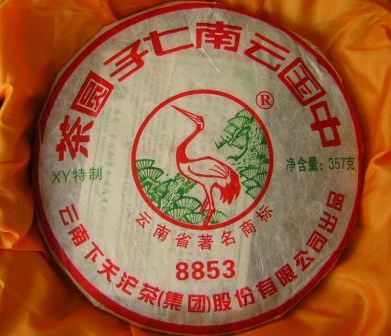 中国云南七子圆茶
®
XY特制
净含量:357克
云南省著名商标
8853
云南下关沱茶(集团)股份有限公司出品